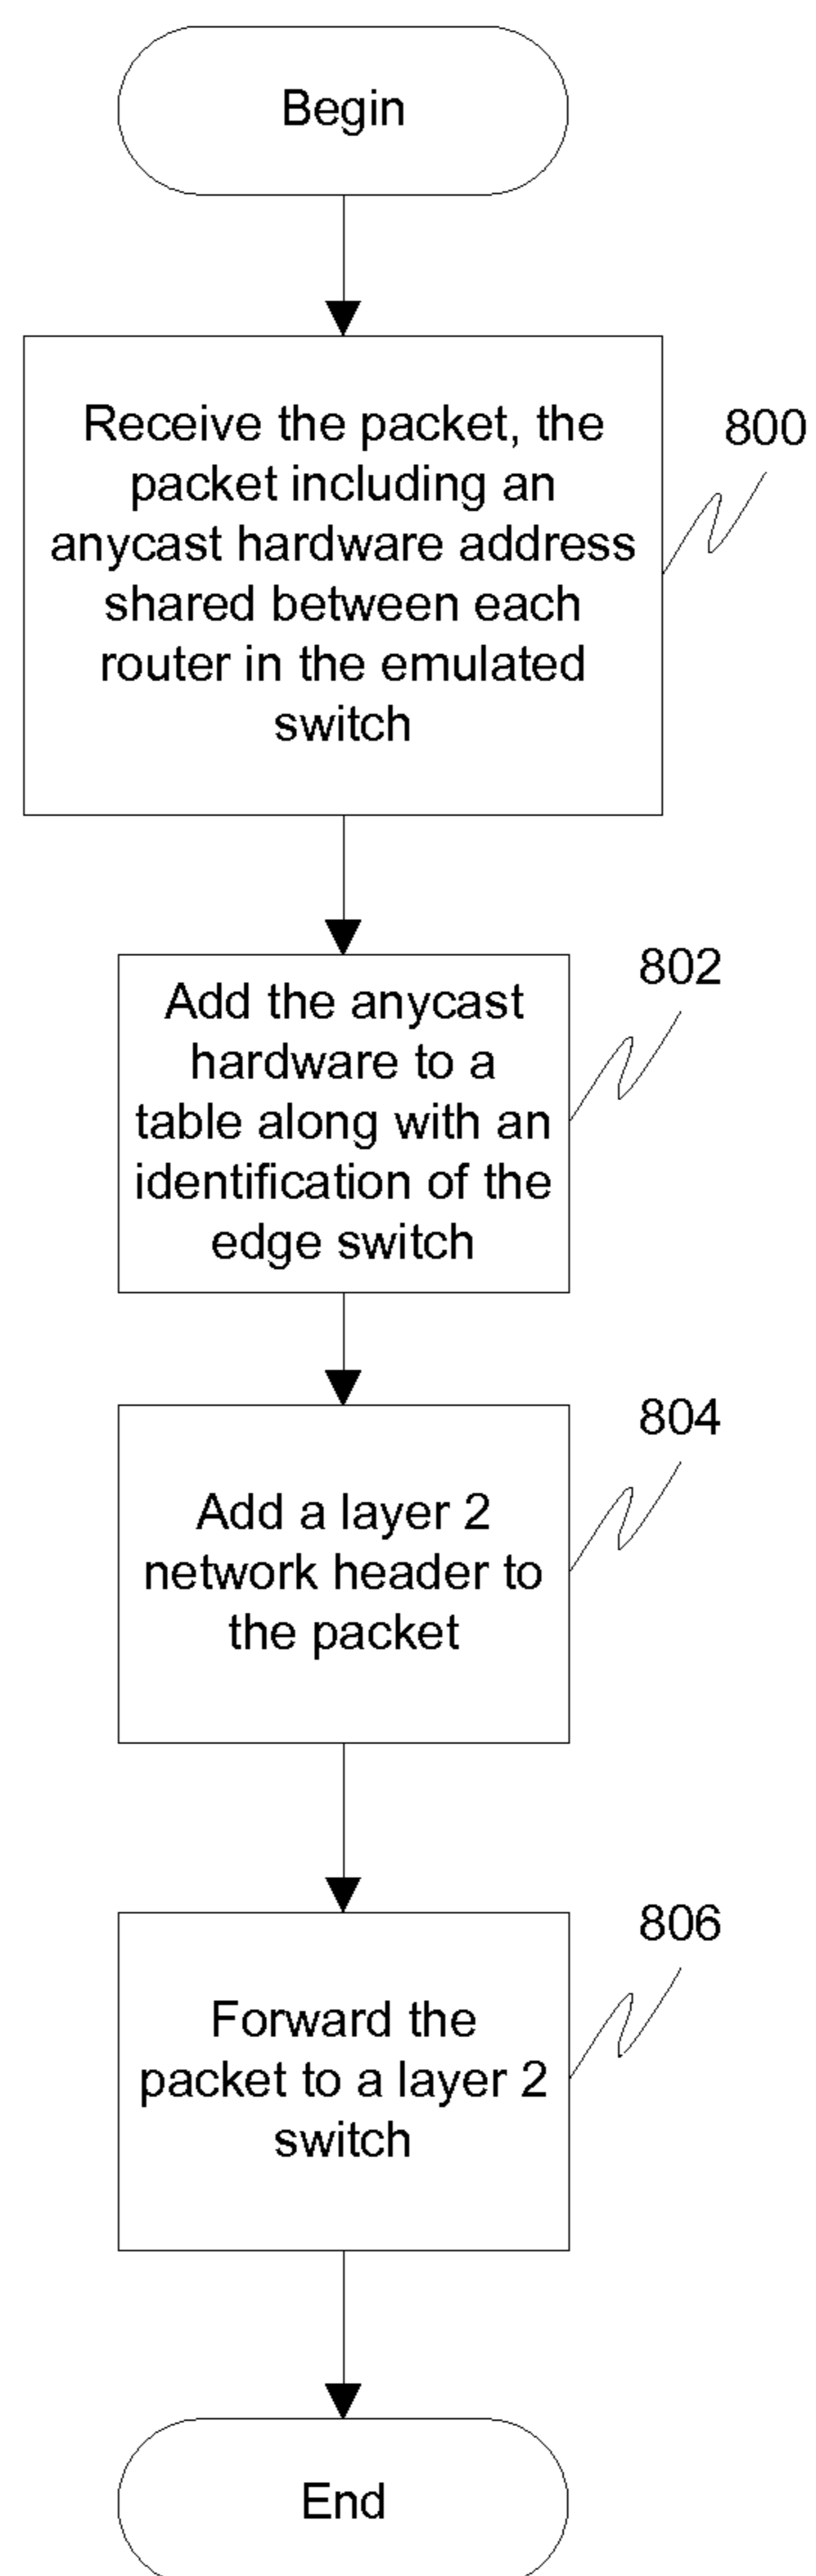 Begin
Receive the packet, the
packet including an
anycast hardware address
shared between each
router in the emulated
switch
800
Add the anycast
hardware to a
table along with an
identification of the
edge switch
802
Add a layer 2
network header to
the packet
804
Forward the
packet to a layer 2
switch
806
End